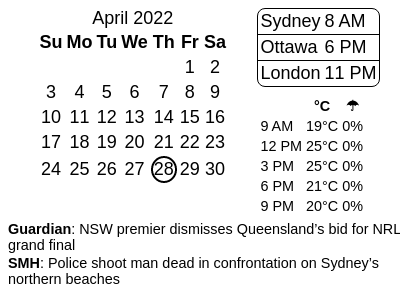 April 2022
Su Mo Tu We Th Fr Sa
1 2
3 4 5 6 7 8 9
10 11 12 13 14 15 16
17 18 19 20 21 22 23
24 25 26 27 28 29 30
Sydney 8 AM
Ottawa 6 PM
London 11 PM
°C ☂
9 AM 19°C 0%
12 PM 25°C 0%
3 PM 25°C 0%
6 PM 21°C 0%
9 PM 20°C 0%
Guardian: NSW premier dismisses Queensland’s bid for NRL
grand final
SMH: Police shoot man dead in confrontation on Sydney’s
northern beaches